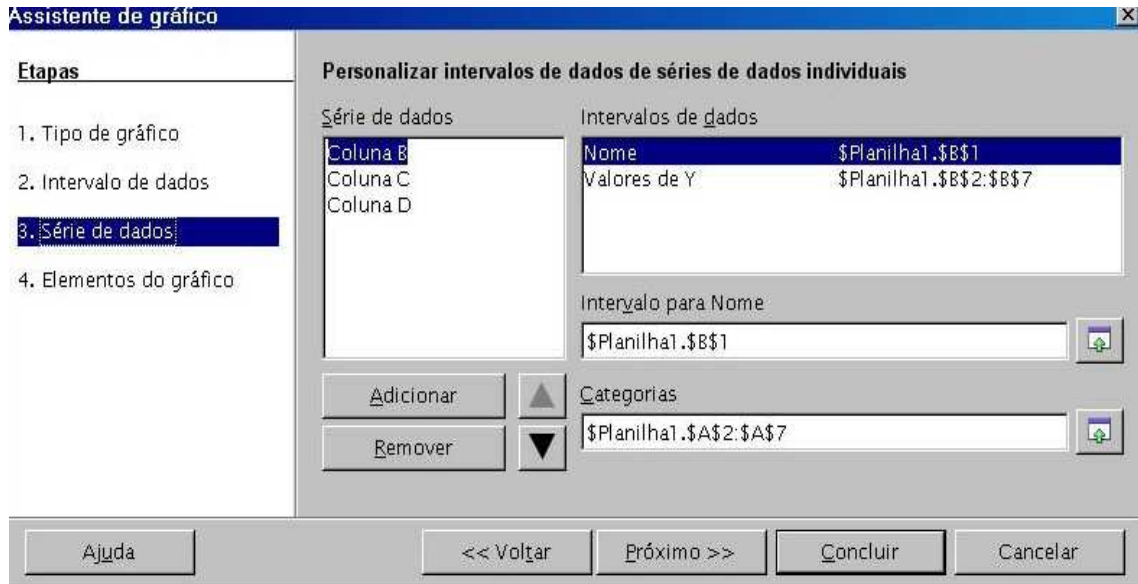 Assistente de gráfico
Etapas
1. Tipo de gráfico
2. Intervalo de dados
3. Série de dados
4. Elementos do gráfico
Personalizar intervalos de dados de séries de dados individuais
Série de dados
Coluna B
Coluna C
Coluna D
Adicionar
Remover
Intervalos de dados
Nome $Planilha1.$B$1
Valores de Y $Planilha1.$B$2:$B$7
Intervalo para Nome
$Planilha1.$B$1
Categorias
$Planilha1.$A$2:$A$7
Ajuda << Voltar Próximo >> Concluir Cancelar